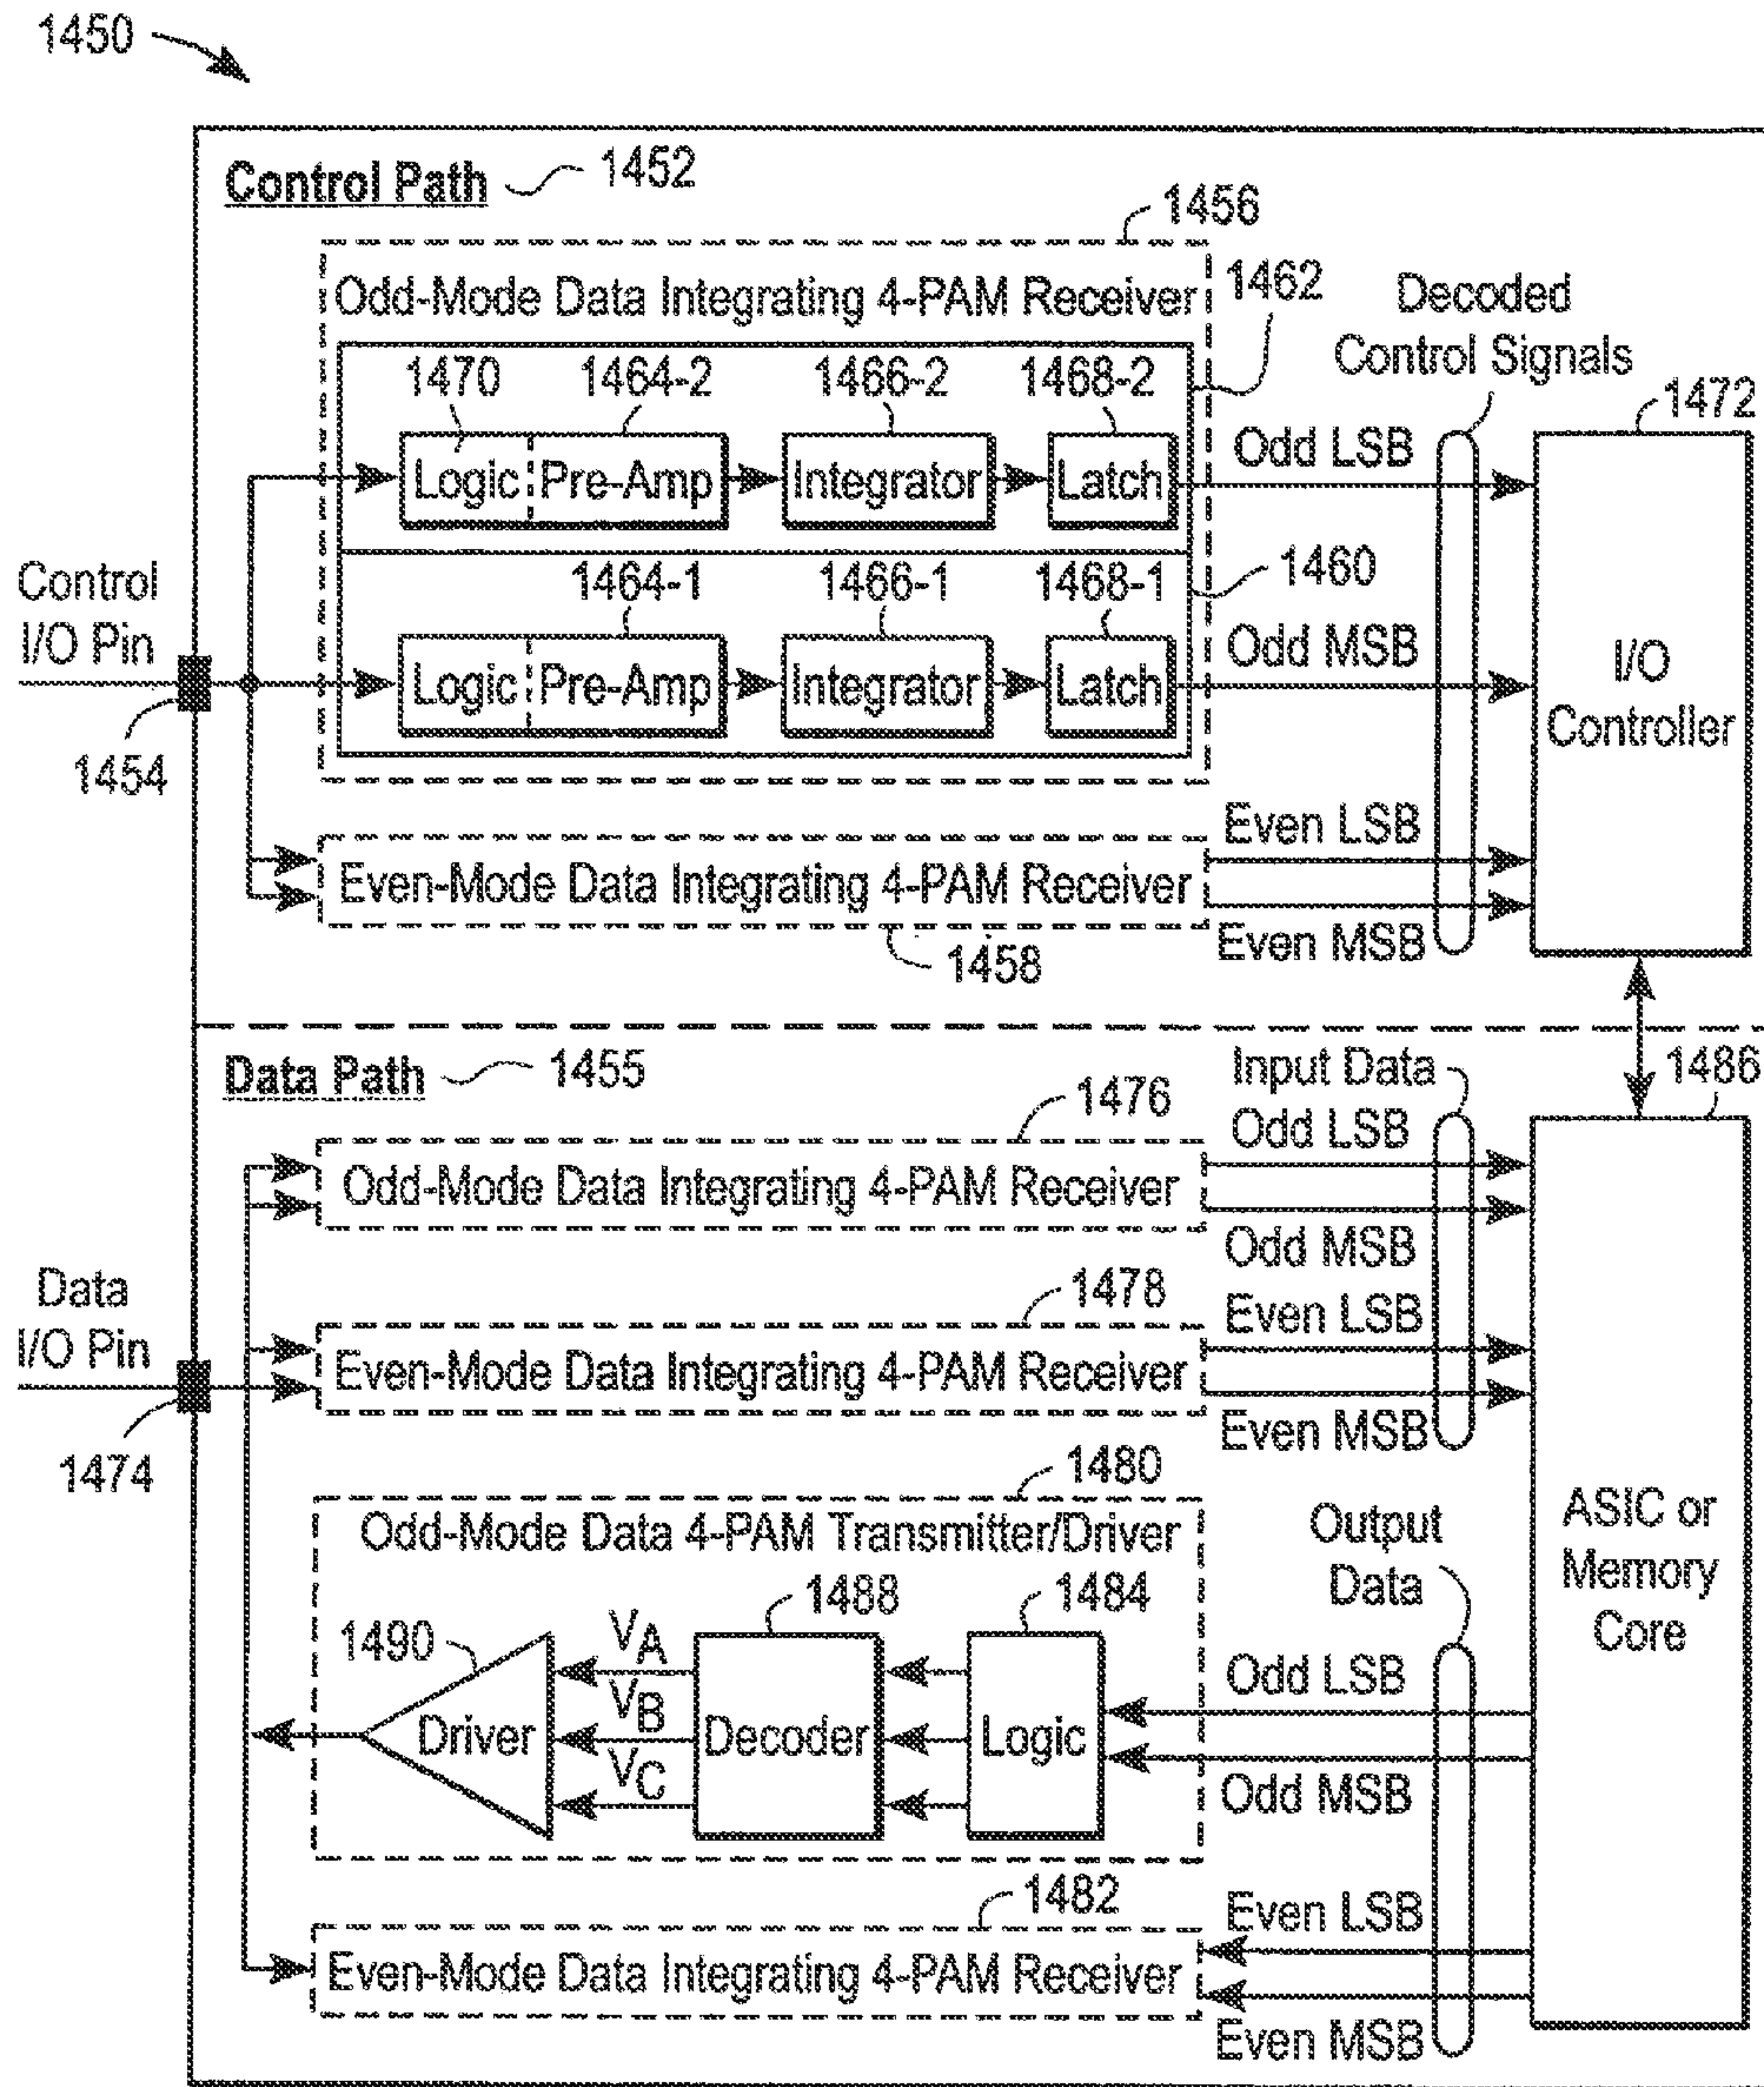 1450
Control Path 1452
1456
Odd-Mode Data Integrating 4-PAM Receiver
1462
Decoded
Control Signals
1470 1464-2 1466-2 1468-2
1472
Logic Pre-Amp Integrator Latch
Odd LSB
1464-1 1466-1 1468-1
1460
Control
I/O Pin
1454
Logic Pre-Amp Integrator Latch
Odd MSB
I/O
Controller
Even LSB
Even-Mode Data Integrating 4-PAM Receiver
Even MSB
1458
Data Path 1455
Input Data
1486
1476
Odd LSB
Odd-Mode Data Integrating 4-PAM Receiver
Odd MSB
Data
I/O Pin
1474
1478
Even LSB
Even-Mode Data Integrating 4-PAM Receiver
Even MSB
1480
Odd-Mode Data 4-PAM Transmitter/Driver
Output
Data
ASIC or
Memory
Core
1490
1488
1484
VA
VB
VC
Driver
Decoder
Logic
Odd LSB
Odd MSB
1482
Even LSB
Even-Mode Data Integrating 4-PAM Receiver
Even MSB